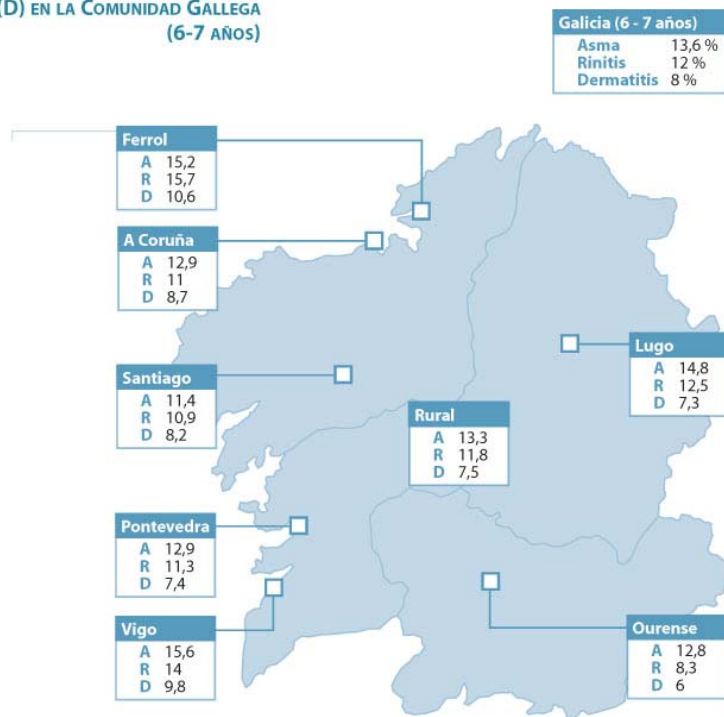 (D) EN LA COMUNIDAD GALLEGA
(6-7 AÑOS)
Galicia (6 - 7 años)
Asma 13,6 %
Rinitis 12 %
Dermatitis 8 %
Ferrol
A 15,2
R 15,7
D 10,6
A Coruña
A 12,9
R 11
D 8,7
Lugo
A 14,8
R 12,5
D 7,3
Santiago
A 11,4
R 10,9
D 8,2
Rural
A 13,3
R 11,8
D 7,5
Pontevedra
A 12,9
R 11,3
D 7,4
Vigo
A 15,6
R 14
D 9,8
Ourense
A 12,8
R 8,3
D 6